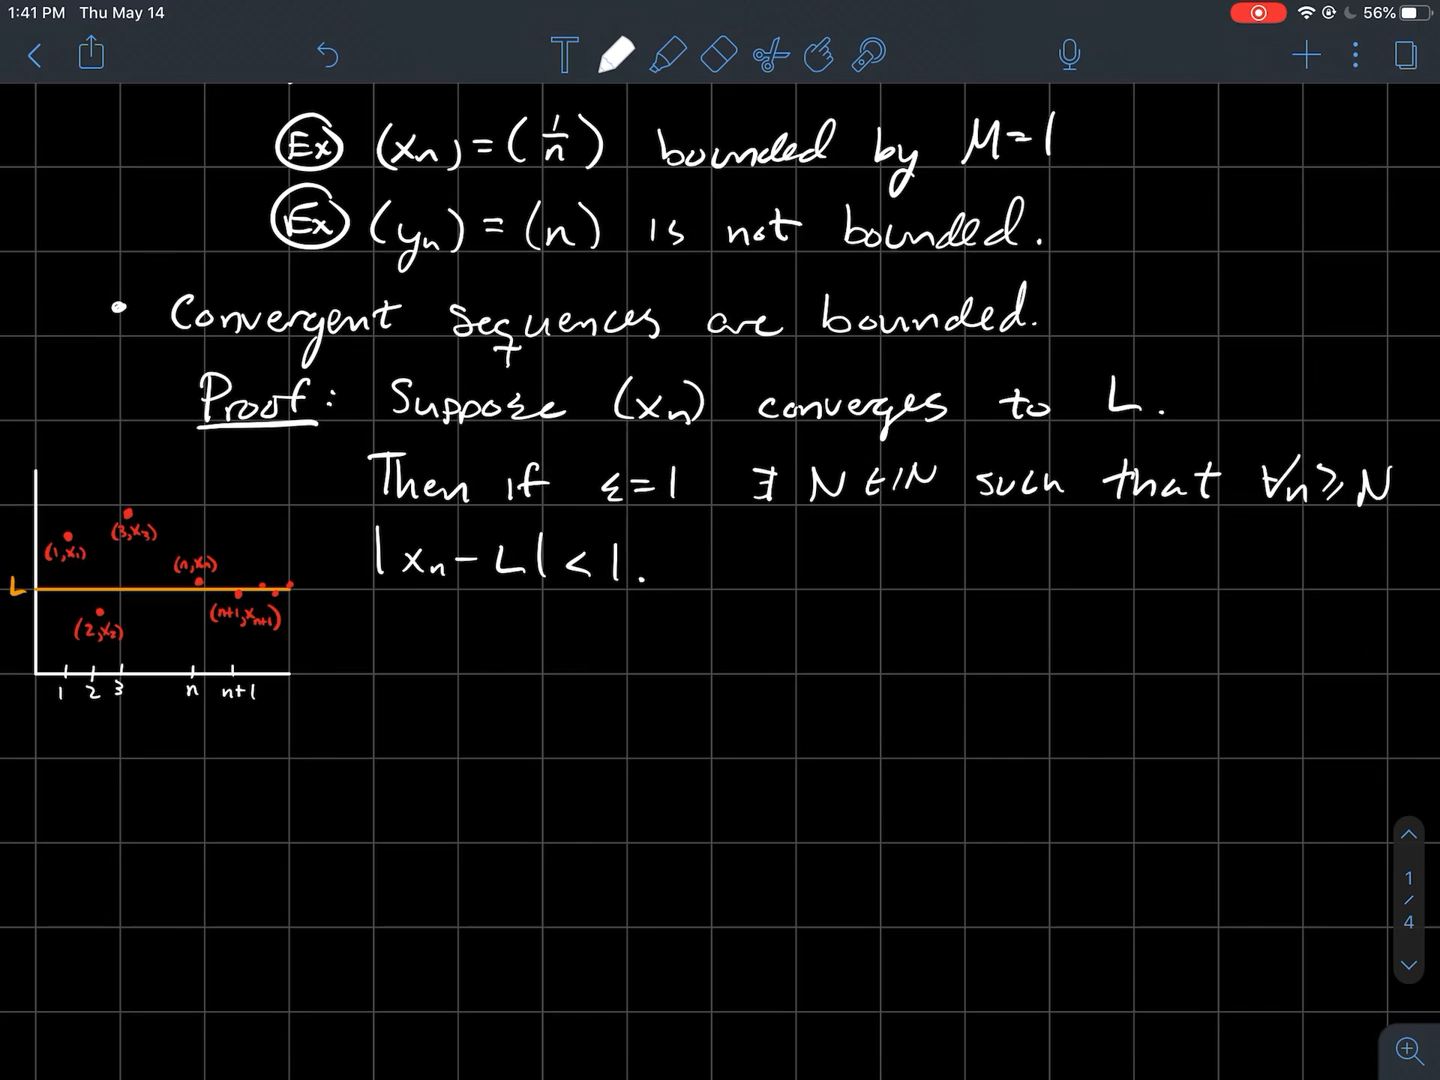 1:41 PM Thu May 14
56%
Ex (xₙ) = (1/n) bounded by M=1
Ex (yₙ) = (n) is not bounded.
• Convergent sequences are bounded.
Proof: Suppose (xₙ) converges to L.
Then if ε=1 ∃ N∈ℕ such that ∀n≥N
|xₙ-L|<1.
(3,x₃)
(1,x₁)
(n,xₙ)
L
(n+1,xₙ₊₁)
(2,x₂)
1 2 3 n n+1
1
/
4